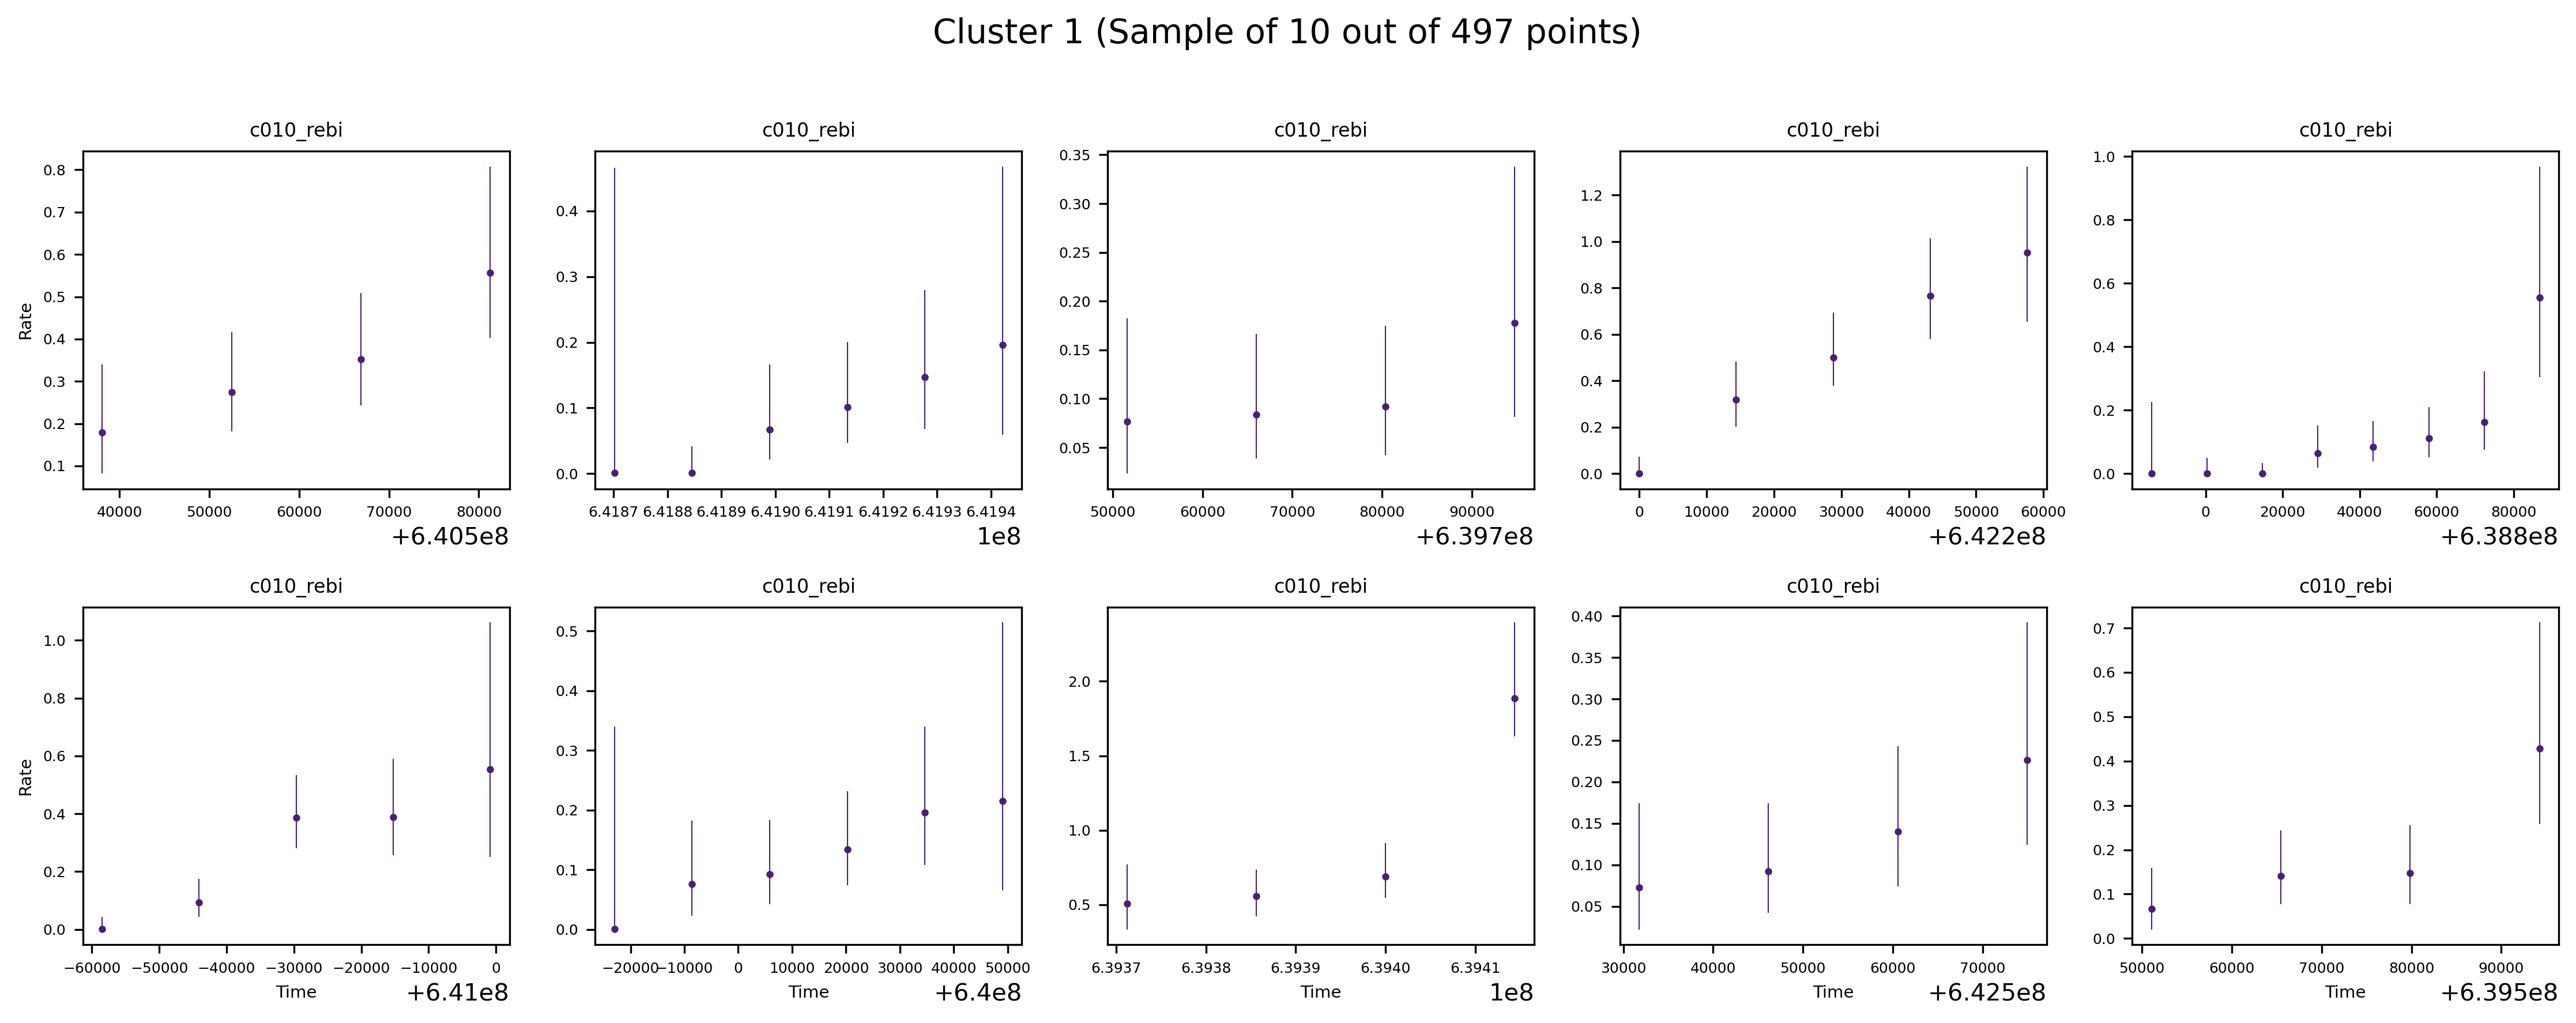 Cluster 1 (Sample of 10 out of 497 points)
c010_rebi c010_rebi c010_rebi c010_rebi c010_rebi
Rate
0.8
0.7
0.6
0.5
0.4
0.3
0.2
0.1
40000 50000 60000 70000 80000
+6.405e8
0.4
0.3
0.2
0.1
0.0
6.4187 6.4188 6.4189 6.4190 6.4191 6.4192 6.4193 6.4194
1e8
0.35
0.30
0.25
0.20
0.15
0.10
0.05
50000 60000 70000 80000 90000
+6.397e8
1.2
1.0
0.8
0.6
0.4
0.2
0.0
0 10000 20000 30000 40000 50000 60000
+6.422e8
1.0
0.8
0.6
0.4
0.2
0.0
0 20000 40000 60000 80000
+6.388e8
c010_rebi c010_rebi c010_rebi c010_rebi c010_rebi
Rate
1.0
0.8
0.6
0.4
0.2
0.0
−60000 −50000 −40000 −30000 −20000 −10000 0
Time
+6.41e8
0.5
0.4
0.3
0.2
0.1
0.0
−20000 −10000 0 10000 20000 30000 40000 50000
Time
+6.4e8
2.0
1.5
1.0
0.5
6.3937 6.3938 6.3939 6.3940 6.3941
Time
1e8
0.40
0.35
0.30
0.25
0.20
0.15
0.10
0.05
30000 40000 50000 60000 70000
Time
+6.425e8
0.7
0.6
0.5
0.4
0.3
0.2
0.1
0.0
50000 60000 70000 80000 90000
Time
+6.395e8